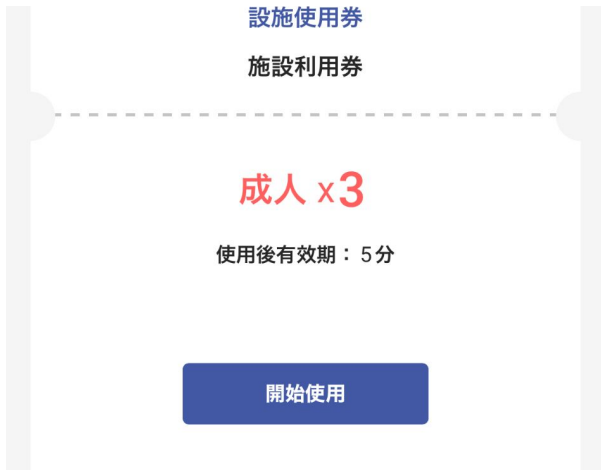 設施使用券
施設利用券
成人 x3
使用後有效期： 5分
開始使用